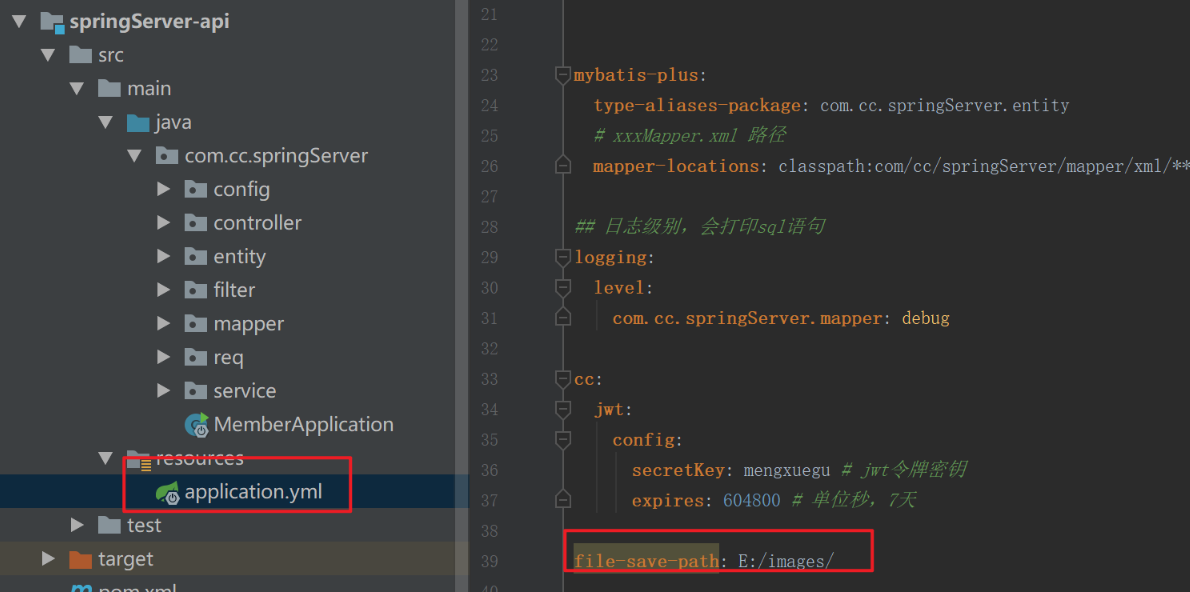 springServer-api
src
main
java
com.cc.springServer
config
controller
entity
filter
mapper
req
service
MemberApplication
resources
application.yml
test
target
pom.xml
21
22
23 mybatis-plus:
24 type-aliases-package: com.cc.springServer.entity
25 # xxxMapper.xml 路径
26 mapper-locations: classpath:com/cc/springServer/mapper/xml/**
27
28 ## 日志级别，会打印sql语句
29 logging:
30 level:
31 com.cc.springServer.mapper: debug
32
33 cc:
34 jwt:
35 config:
36 secretKey: mengxuegu # jwt令牌密钥
37 expires: 604800 # 单位秒，7天
38
39 file-save-path: E:/images/
40